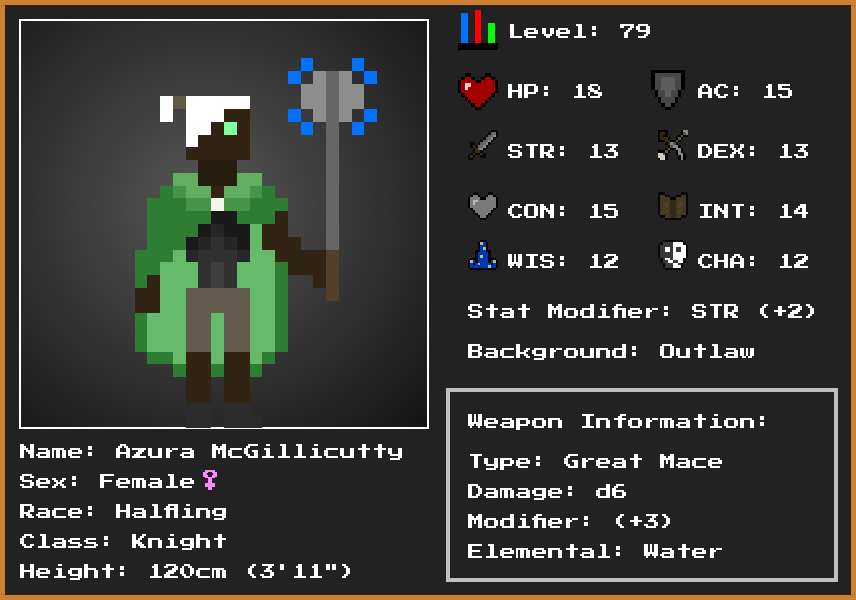 Level: 79
HP: 18 AC: 15
STR: 13 DEX: 13
CON: 15 INT: 14
WIS: 12 CHA: 12
Stat Modifier: STR (+2)
Background: Outlaw
Weapon Information:
Type: Great Mace
Damage: d6
Modifier: (+3)
Elemental: Water
Name: Azura McGillicutty
Sex: Female♀
Race: Halfling
Class: Knight
Height: 120cm (3'11")